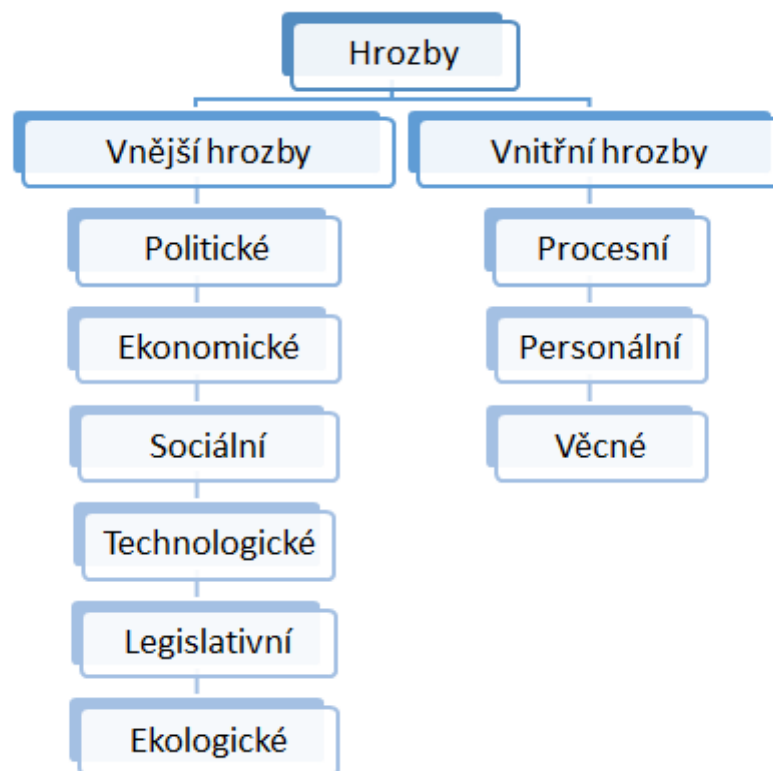 Hrozby
Vnější hrozby
Vnitřní hrozby
Politické
Procesní
Ekonomické
Personální
Sociální
Věcné
Technologické
Legislativní
Ekologické